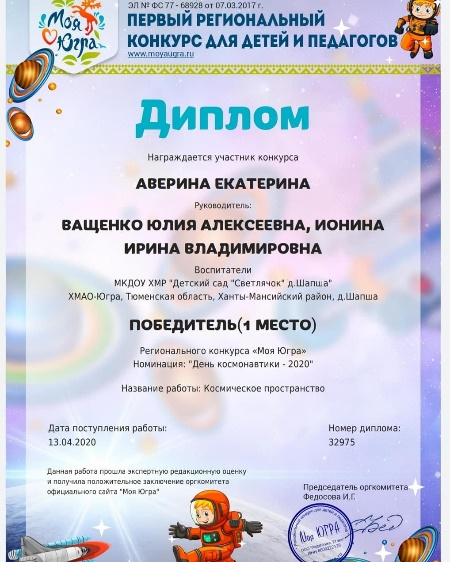 ЭЛ № ФС 77 - 68928 от 07.03.2017 г.
Моя Югра
ПЕРВЫЙ РЕГИОНАЛЬНЫЙ
КОНКУРС ДЛЯ ДЕТЕЙ И ПЕДАГОГОВ
www.moyaugra.ru
Диплом
Награждается участник конкурса
АВЕРИНА ЕКАТЕРИНА
Руководитель:
ВАЩЕНКО ЮЛИЯ АЛЕКСЕЕВНА, ИОНИНА
ИРИНА ВЛАДИМИРОВНА
Воспитатели
МКДОУ ХМР "Детский сад "Светлячок" д.Шапша"
ХМАО-Югра, Тюменская область, Ханты-Мансийский район, д.Шапша
ПОБЕДИТЕЛЬ(1 МЕСТО)
Регионального конкурса «Моя Югра»
Номинация: "День космонавтики - 2020"
Название работы: Космическое пространство
Дата поступления работы:
13.04.2020
Номер диплома:
32975
Данная работа прошла экспертную редакционную оценку
и получила положительное заключение оргкомитета
официального сайта "Моя Югра"
Председатель оргкомитета
Федосова И.Г.
Моя ЮГРА